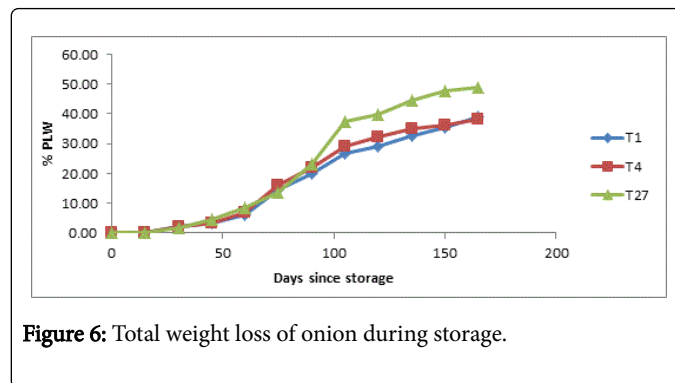 60.00
50.00
40.00
30.00
20.00
10.00
0.00
% PLW
0 50 100 150 200
Days since storage
T1
T4
T27
Figure 6: Total weight loss of onion during storage.